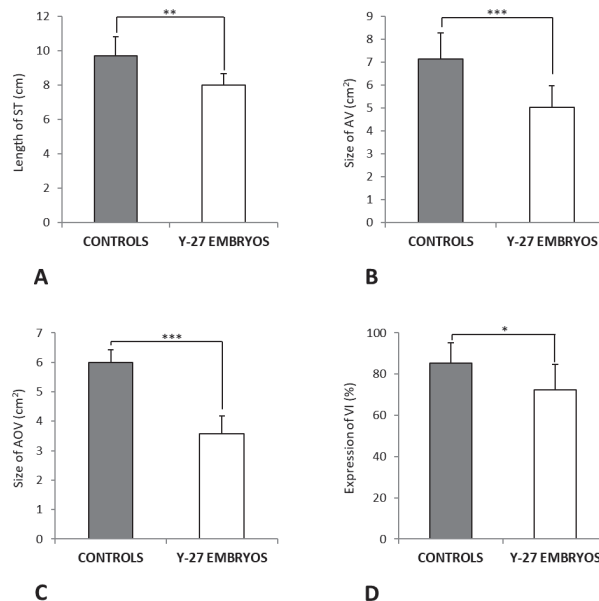 **
14
12
10
8
6
4
2
0
Length of ST (cm)
CONTROLS
Y-27 EMBRYOS
A
***
9
8
7
6
5
4
3
2
1
0
Size of AV (cm²)
CONTROLS
Y-27 EMBRYOS
B
***
7
6
5
4
3
2
1
0
Size of AOV (cm²)
CONTROLS
Y-27 EMBRYOS
C
*
100
80
60
40
20
0
Expression of VI (%)
CONTROLS
Y-27 EMBRYOS
D